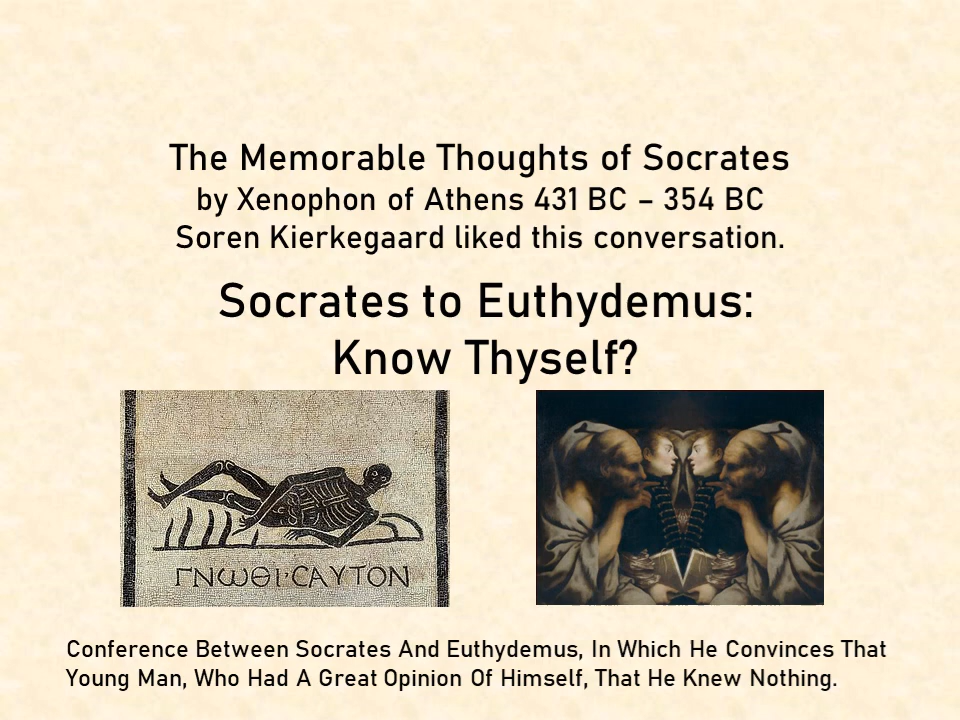 The Memorable Thoughts of Socrates
by Xenophon of Athens 431 BC – 354 BC
Soren Kierkegaard liked this conversation.
Socrates to Euthydemus:
Know Thyself?
ΓΝΩΘΙ·CΑΥΤΟΝ
Conference Between Socrates And Euthydemus, In Which He Convinces That
Young Man, Who Had A Great Opinion Of Himself, That He Knew Nothing.